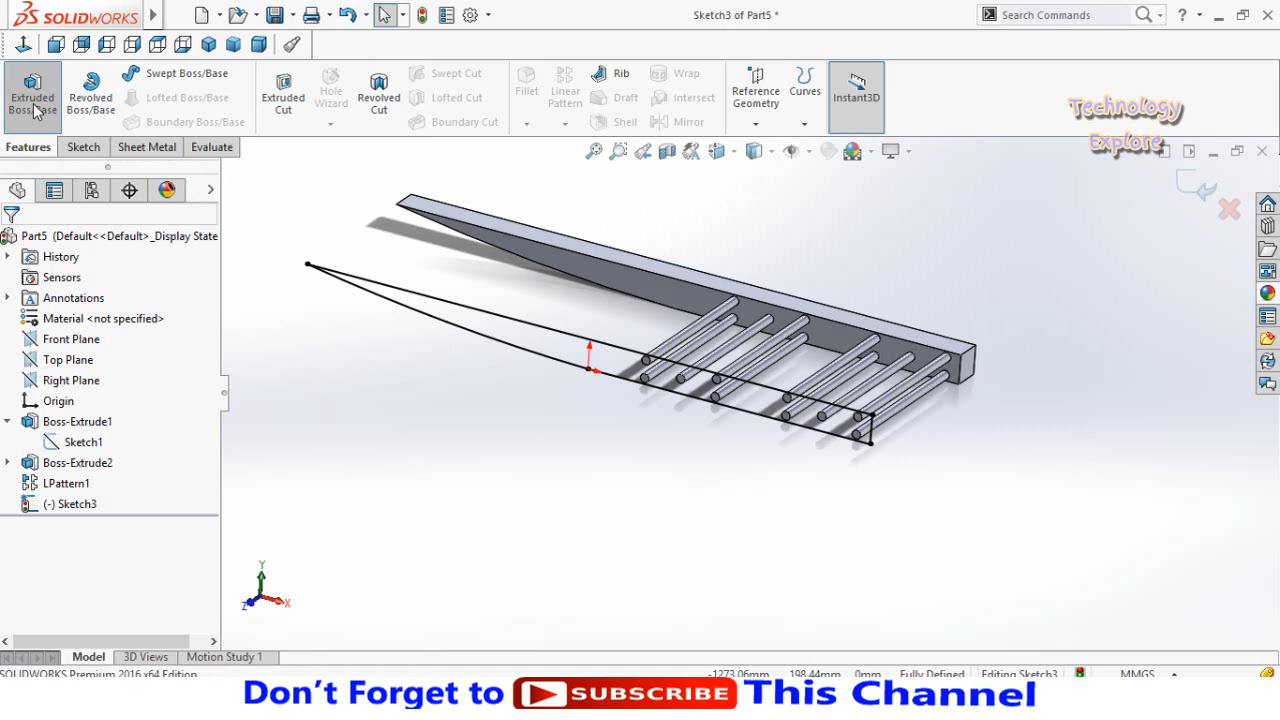 SOLIDWORKS
Sketch3 of Part5 *
Search Commands
?
Extruded Boss/Base
Revolved Boss/Base
Swept Boss/Base
Lofted Boss/Base
Boundary Boss/Base
Extruded Cut
Hole Wizard
Revolved Cut
Swept Cut
Lofted Cut
Boundary Cut
Fillet
Linear Pattern
Rib
Draft
Shell
Wrap
Intersect
Mirror
Reference Geometry
Curves
Instant3D
Technology
Explore
Features
Sketch
Sheet Metal
Evaluate
Part5 (Default<<Default>_Display State
History
Sensors
Annotations
Material <not specified>
Front Plane
Top Plane
Right Plane
Origin
Boss-Extrude1
Sketch1
Boss-Extrude2
LPattern1
(-) Sketch3
Y
Z
X
Model
3D Views
Motion Study 1
SOLIDWORKS Premium 2016 x64 Edition
-1273.06mm
198.44mm
0mm
Fully Defined
Editing Sketch3
MMGS
Don't Forget to SUBSCRIBE This Channel